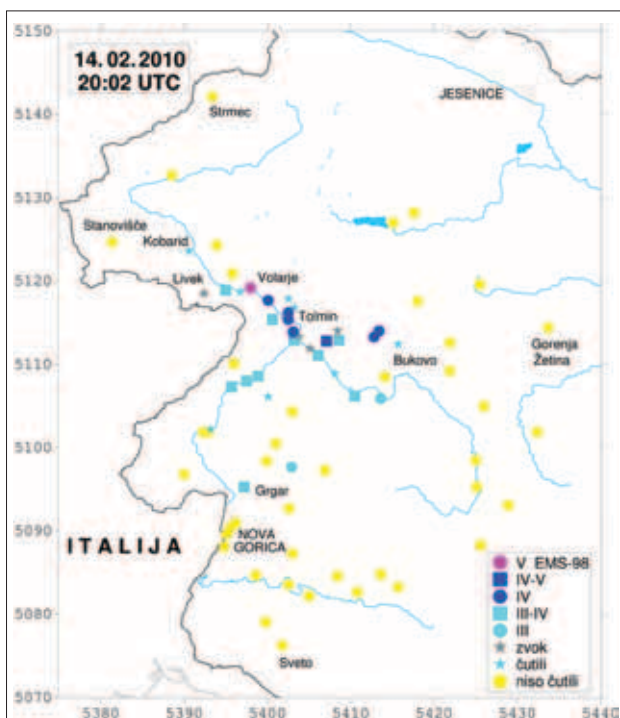 5150
14.02.2010
20:02 UTC
JESENICE
5140
Strmec
5130
Stanovišče
Kobarid
5120
Livek
Volarje
Tolmin
Bukovo
Gorenja
Žetina
5110
5100
Grgar
5090
ITALIJA
NOVA
GORICA
V EMS-98
IV-V
IV
III-IV
III
zvok
čutili
niso čutili
5080
Sveto
5070
5380
5390
5400
5410
5420
5430
5440